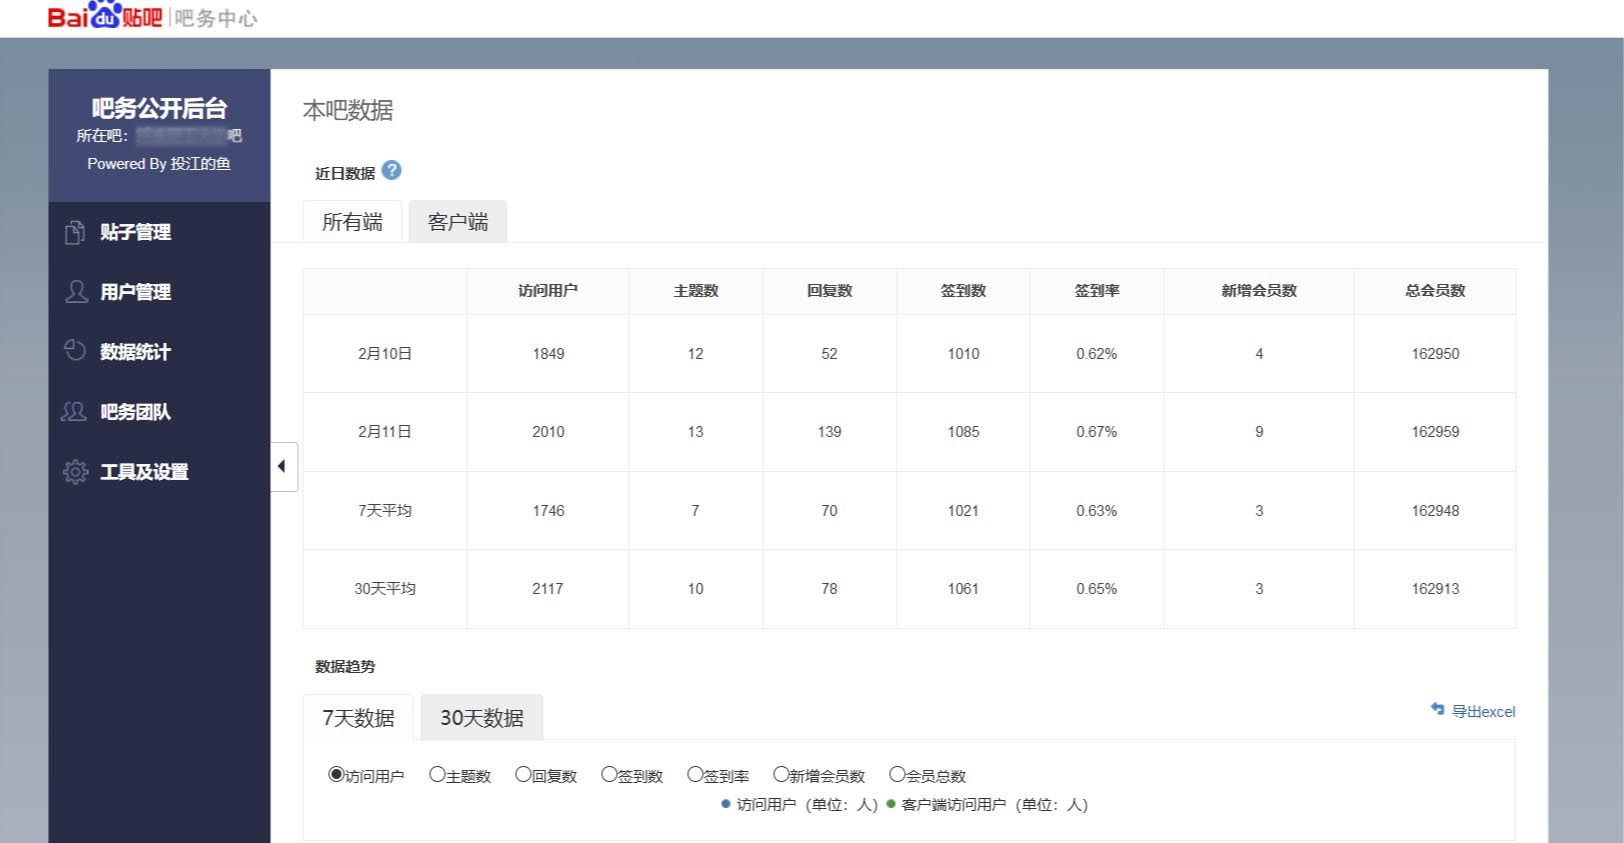 Bai du 贴吧 | 吧务中心
吧务公开后台
所在吧： 吧
Powered By 投江的鱼
贴子管理
用户管理
数据统计
吧务团队
工具及设置
本吧数据
近日数据 ?
所有端 客户端
访问用户 主题数 回复数 签到数 签到率 新增会员数 总会员数
2月10日 1849 12 52 1010 0.62% 4 162950
2月11日 2010 13 139 1085 0.67% 9 162959
7天平均 1746 7 70 1021 0.63% 3 162948
30天平均 2117 10 78 1061 0.65% 3 162913
数据趋势
7天数据 30天数据
导出excel
访问用户 主题数 回复数 签到数 签到率 新增会员数 会员总数
访问用户（单位：人） 客户端访问用户（单位：人）